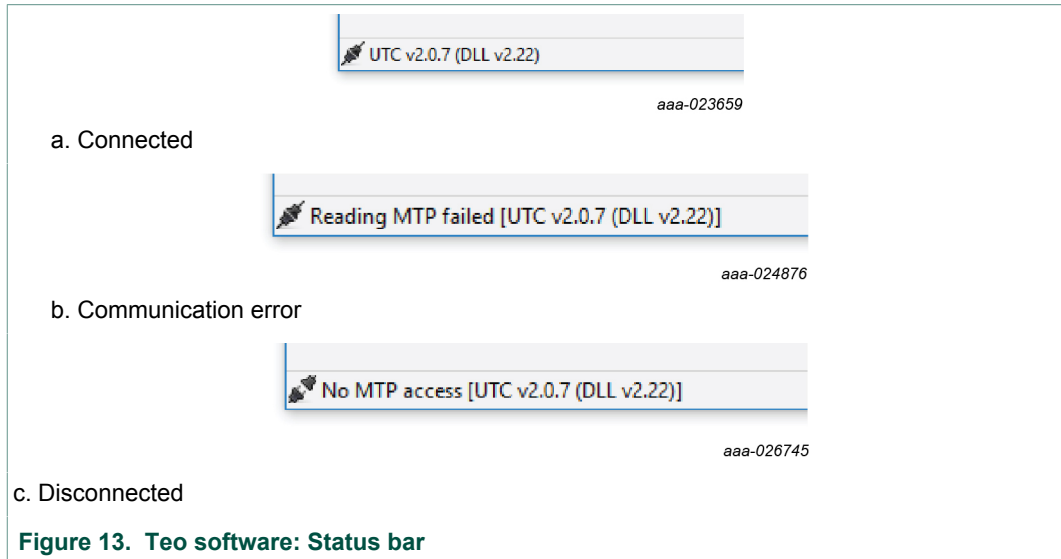 UTC v2.0.7 (DLL v2.22)
aaa-023659
a. Connected
Reading MTP failed [UTC v2.0.7 (DLL v2.22)]
aaa-024876
b. Communication error
No MTP access [UTC v2.0.7 (DLL v2.22)]
aaa-026745
c. Disconnected
Figure 13. Teo software: Status bar